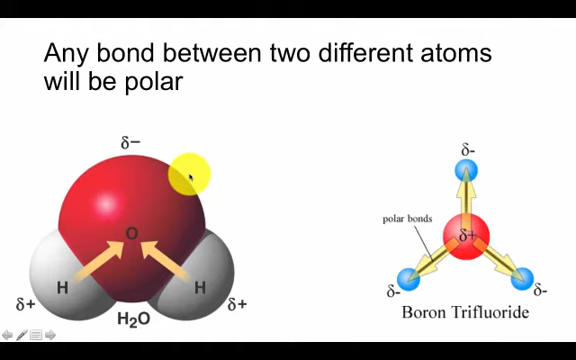 Any bond between two different atoms
will be polar
δ−
O
H
H
δ+
δ+
H₂O
δ-
polar bonds
δ+
δ-
δ-
Boron Trifluoride